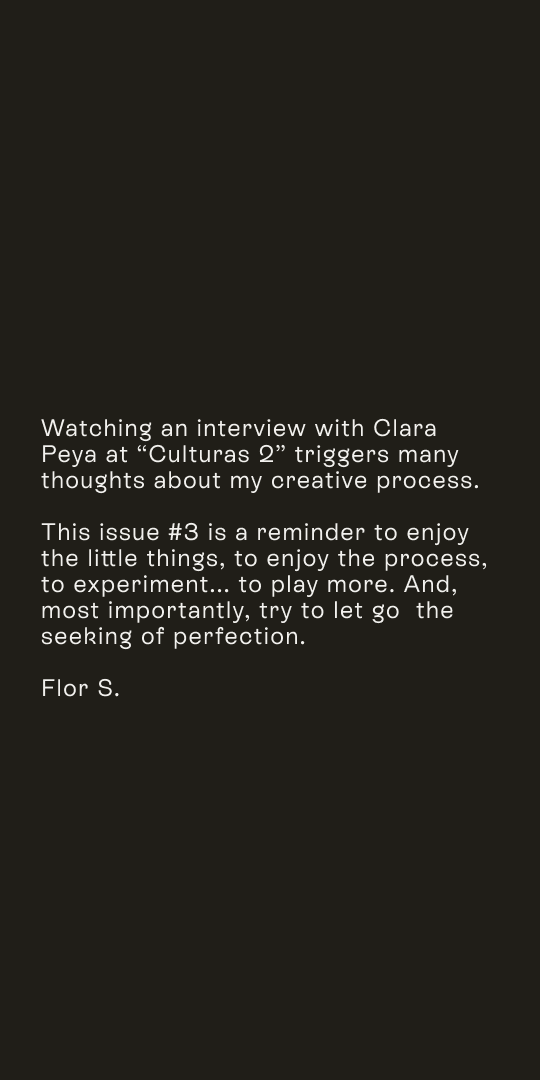 Watching an interview with Clara
Peya at “Culturas 2” triggers many
thoughts about my creative process.
This issue #3 is a reminder to enjoy
the little things, to enjoy the process,
to experiment... to play more. And,
most importantly, try to let go  the
seeking of perfection.
Flor S.